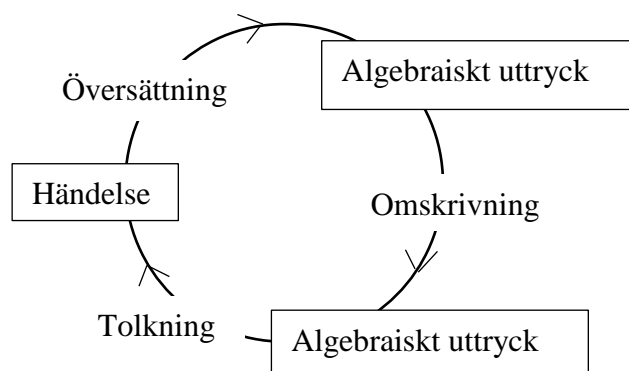 Algebraiskt uttryck
Översättning
Händelse
Omskrivning
Tolkning
Algebraiskt uttryck